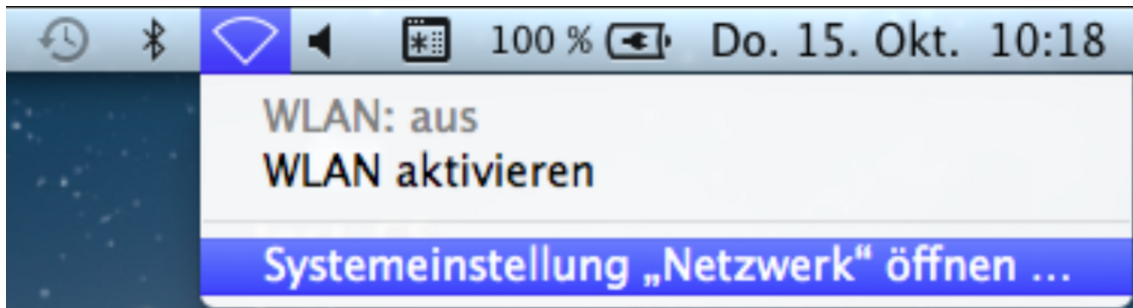 100 % Do. 15. Okt. 10:18
WLAN: aus
WLAN aktivieren
Systemeinstellung „Netzwerk“ öffnen ...